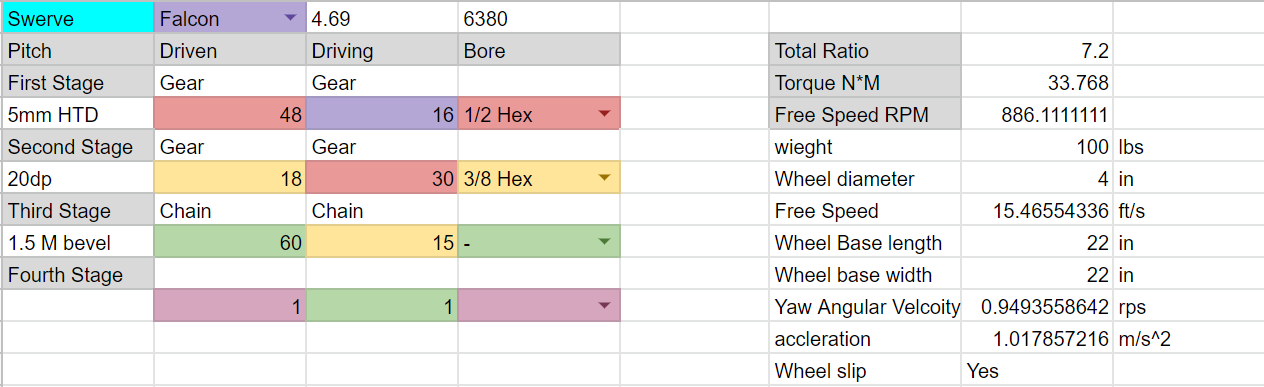 Swerve Falcon 4.69 6380
Pitch Driven Driving Bore Total Ratio 7.2
First Stage Gear Gear Torque N*M 33.768
5mm HTD 48 16 1/2 Hex Free Speed RPM 886.1111111
Second Stage Gear Gear wieght 100 lbs
20dp 18 30 3/8 Hex Wheel diameter 4 in
Third Stage Chain Chain Free Speed 15.46554336 ft/s
1.5 M bevel 60 15 - Wheel Base length 22 in
Fourth Stage Wheel base width 22 in
1 1 Yaw Angular Velcoity 0.9493558642 rps
accleration 1.017857216 m/s^2
Wheel slip Yes